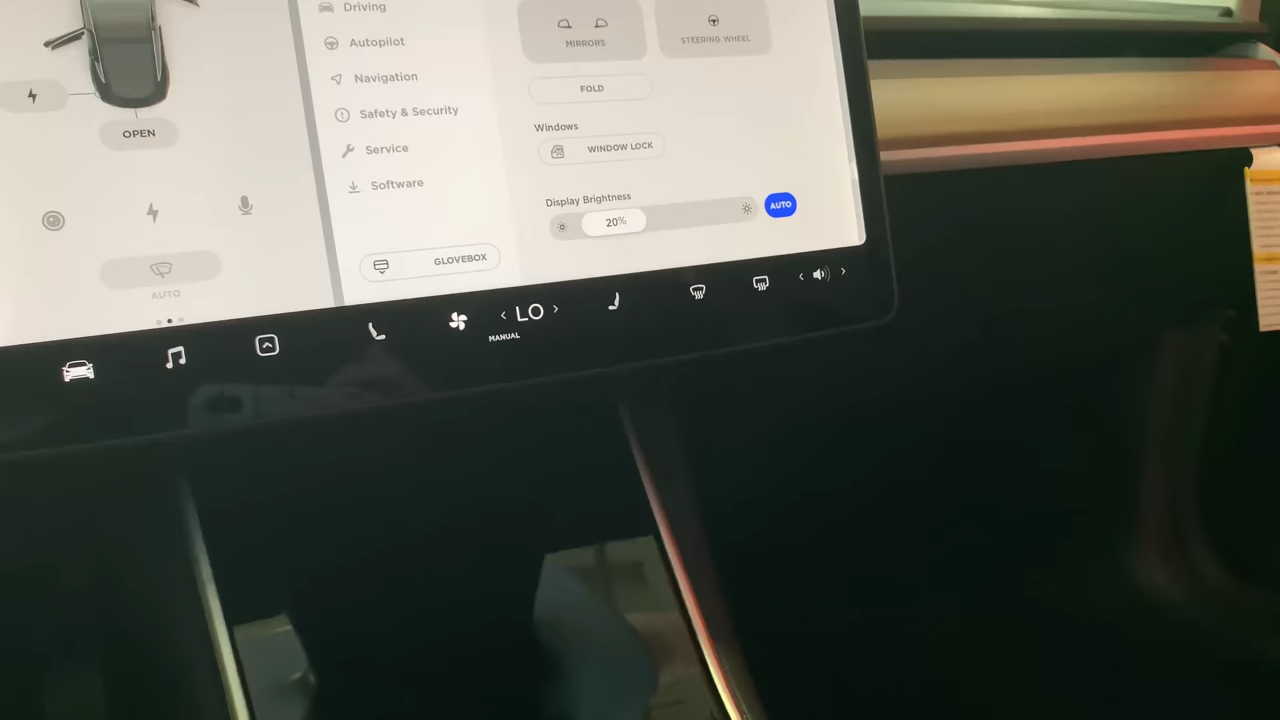 Driving
Autopilot
Navigation
Safety & Security
Service
Software
GLOVEBOX
MIRRORS
STEERING WHEEL
FOLD
Windows
WINDOW LOCK
Display Brightness
20%
AUTO
OPEN
AUTO
LO
MANUAL